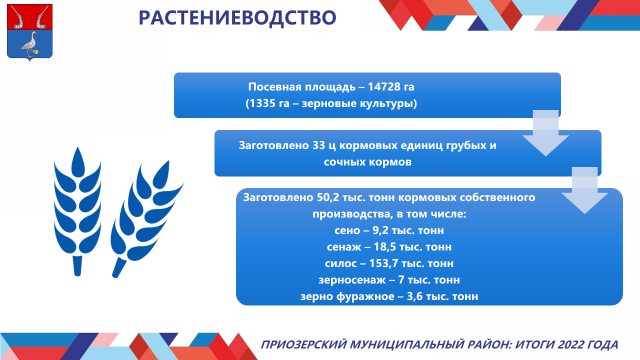 РАСТЕНИЕВОДСТВО
Посевная площадь – 14728 га
(1335 га – зерновые культуры)
Заготовлено 33 ц кормовых единиц грубых и
сочных кормов
Заготовлено 50,2 тыс. тонн кормовых собственного
производства, в том числе:
сено – 9,2 тыс. тонн
сенаж – 18,5 тыс. тонн
силос – 153,7 тыс. тонн
зерносенаж – 7 тыс. тонн
зерно фуражное – 3,6 тыс. тонн
ПРИОЗЕРСКИЙ МУНИЦИПАЛЬНЫЙ РАЙОН: ИТОГИ 2022 ГОДА